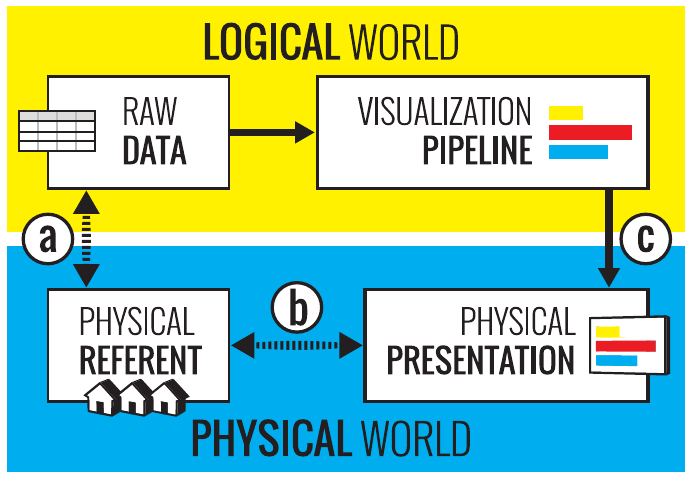 LOGICAL WORLD
RAW
DATA
VISUALIZATION
PIPELINE
a
c
PHYSICAL
REFERENT
b
PHYSICAL
PRESENTATION
PHYSICAL WORLD